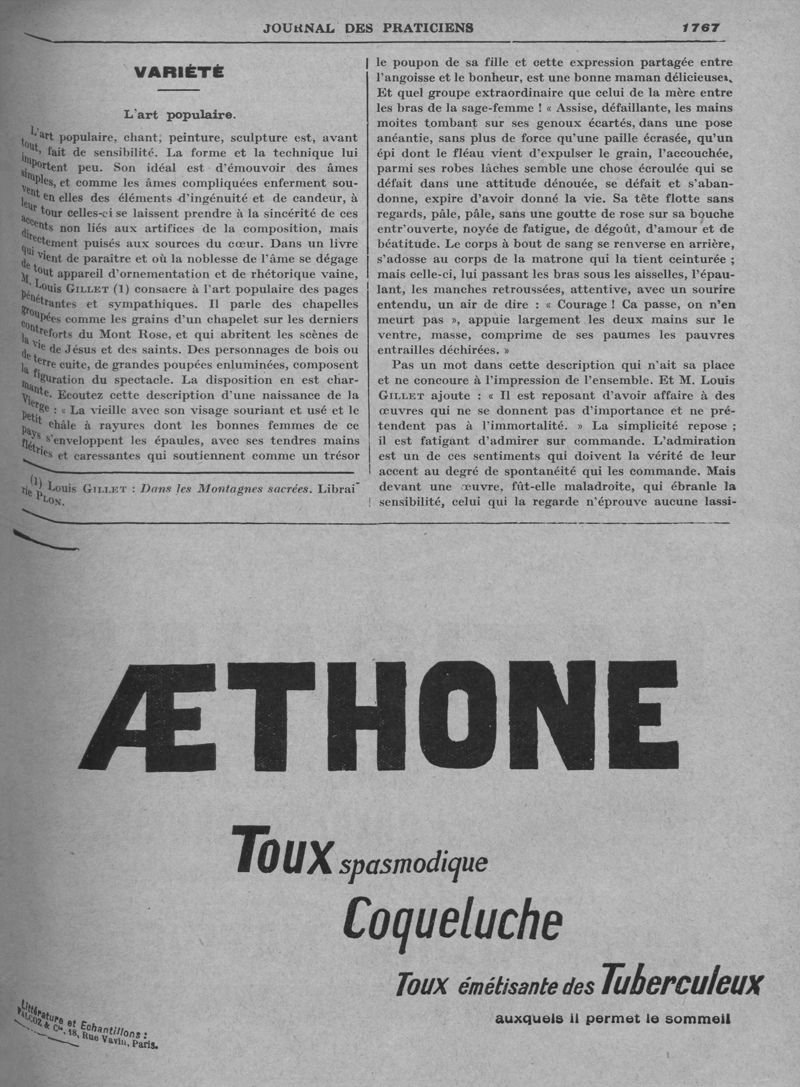 JOURNAL DES PRATICIENS 1767
VARIÉTÉ
L'art populaire.
L'art populaire, chant, peinture, sculpture est, avant
tout, fait de sensibilité. La forme et la technique lui
importent peu. Son idéal est d'émouvoir des âmes
simples, et comme les âmes compliquées enferment sou-
vent en elles des éléments d'ingénuité et de candeur, à
leur tour celles-ci se laissent prendre à la sincérité de ces
accents non liés aux artifices de la composition, mais
directement puisés aux sources du cœur. Dans un livre
qui vient de paraître et où la noblesse de l'âme se dégage
de tout appareil d'ornementation et de rhétorique vaine,
M. Louis GILLET (1) consacre à l'art populaire des pages
pénétrantes et sympathiques. Il parle des chapelles
groupées comme les grains d'un chapelet sur les derniers
contreforts du Mont Rose, et qui abritent les scènes de
la vie de Jésus et des saints. Des personnages de bois ou
de terre cuite, de grandes poupées enluminées, composent
la figuration du spectacle. La disposition en est char-
mante. Ecoutez cette description d'une naissance de la
Vierge : « La vieille avec son visage souriant et usé et le
petit châle à rayures dont les bonnes femmes de ce
pays s'enveloppent les épaules, avec ses tendres mains
flétries et caressantes qui soutiennent comme un trésor
(1) Louis GILLET : Dans les Montagnes sacrées. Librai-
rie PLON.
le poupon de sa fille et cette expression partagée entre
l'angoisse et le bonheur, est une bonne maman délicieuse.
Et quel groupe extraordinaire que celui de la mère entre
les bras de la sage-femme ! « Assise, défaillante, les mains
moites tombant sur ses genoux écartés, dans une pose
anéantie, sans plus de force qu'une paille écrasée, qu'un
épi dont le fléau vient d'expulser le grain, l'accouchée,
parmi ses robes lâches semble une chose écroulée qui se
défait dans une attitude dénouée, se défait et s'aban-
donne, expire d'avoir donné la vie. Sa tête flotte sans
regards, pâle, pâle, sans une goutte de rose sur sa bouche
entr'ouverte, noyée de fatigue, de dégoût, d'amour et de
béatitude. Le corps à bout de sang se renverse en arrière,
s'adosse au corps de la matrone qui la tient ceinturée ;
mais celle-ci, lui passant les bras sous les aisselles, l'épau-
lant, les manches retroussées, attentive, avec un sourire
entendu, un air de dire : « Courage ! Ca passe, on n'en
meurt pas », appuie largement les deux mains sur le
ventre, masse, comprime de ses paumes les pauvres
entrailles déchirées. »
Pas un mot dans cette description qui n'ait sa place
et ne concoure à l'impression de l'ensemble. Et M. Louis
GILLET ajoute : « Il est reposant d'avoir affaire à des
œuvres qui ne se donnent pas d'importance et ne pré-
tendent pas à l'immortalité. » La simplicité repose ;
il est fatigant d'admirer sur commande. L'admiration
est un de ces sentiments qui doivent la vérité de leur
accent au degré de spontanéité qui les commande. Mais
devant une œuvre, fût-elle maladroite, qui ébranle la
sensibilité, celui qui la regarde n'éprouve aucune lassi-
ÆTHONE
Toux spasmodique
Coqueluche
Toux émétisante des Tuberculeux
auxquels il permet le sommeil
Littérature et Echantillons :
FALCOZ & Cie, 18, Rue Vavin, Paris.